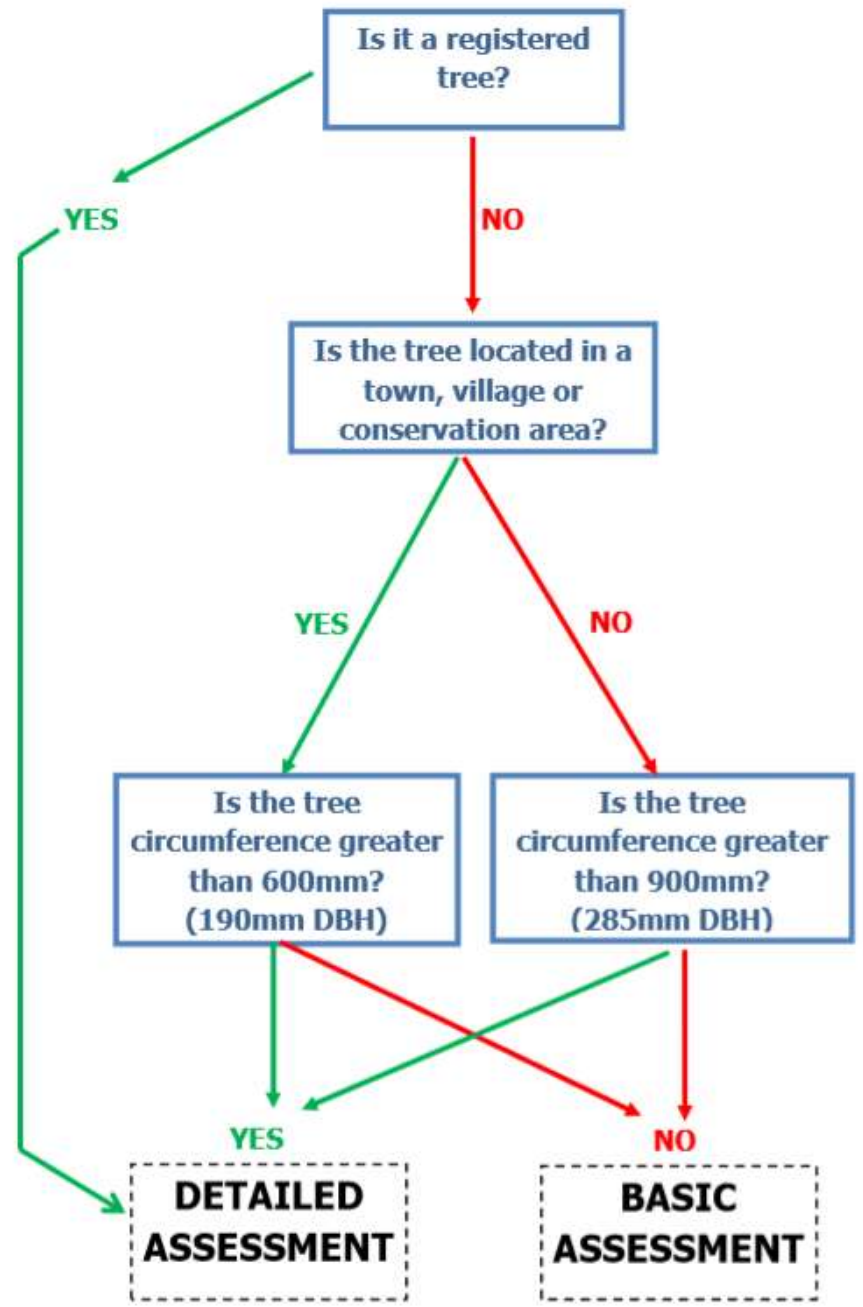 Is it a registered
tree?
YES
NO
Is the tree located in a
town, village or
conservation area?
YES
NO
Is the tree
circumference greater
than 600mm?
(190mm DBH)
Is the tree
circumference greater
than 900mm?
(285mm DBH)
YES
NO
DETAILED
ASSESSMENT
BASIC
ASSESSMENT